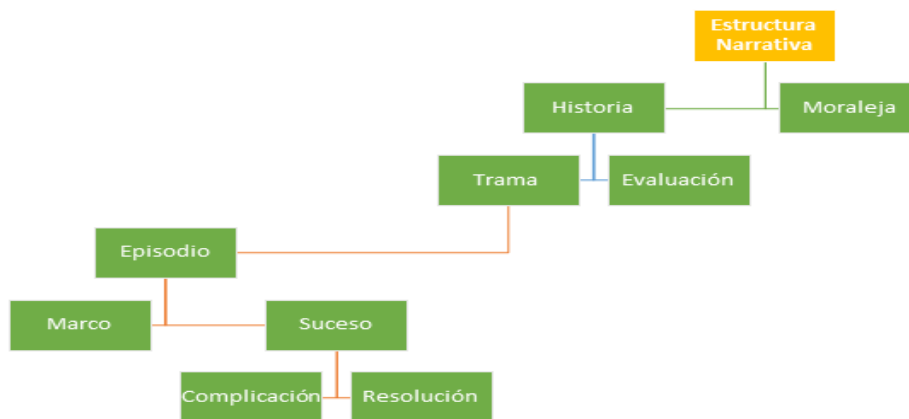 Estructura
Narrativa
Historia
Moraleja
Trama
Evaluación
Episodio
Marco
Suceso
Complicación
Resolución